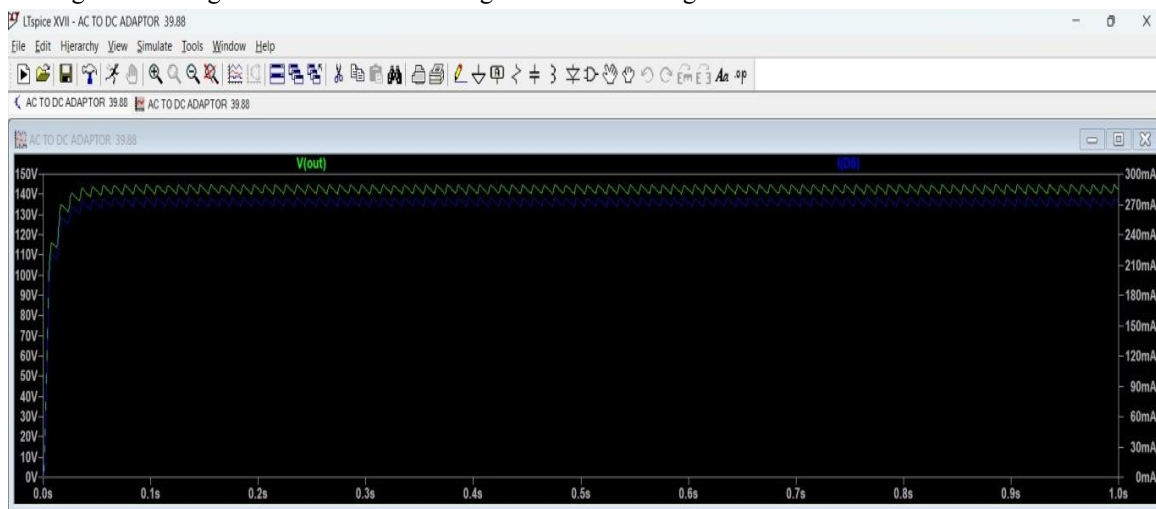 LTspice XVII - AC TO DC ADAPTOR 39.88
File Edit Hierarchy View Simulate Tools Window Help
Aa .op
AC TO DC ADAPTOR 39.88 AC TO DC ADAPTOR 39.88
AC TO DC ADAPTOR 39.88
V(out) I(D5)
150V 300mA
140V
130V 270mA
120V 240mA
110V
100V 210mA
90V 180mA
80V
70V 150mA
60V 120mA
50V
40V 90mA
30V 60mA
20V
10V 30mA
0V 0mA
0.0s 0.1s 0.2s 0.3s 0.4s 0.5s 0.6s 0.7s 0.8s 0.9s 1.0s